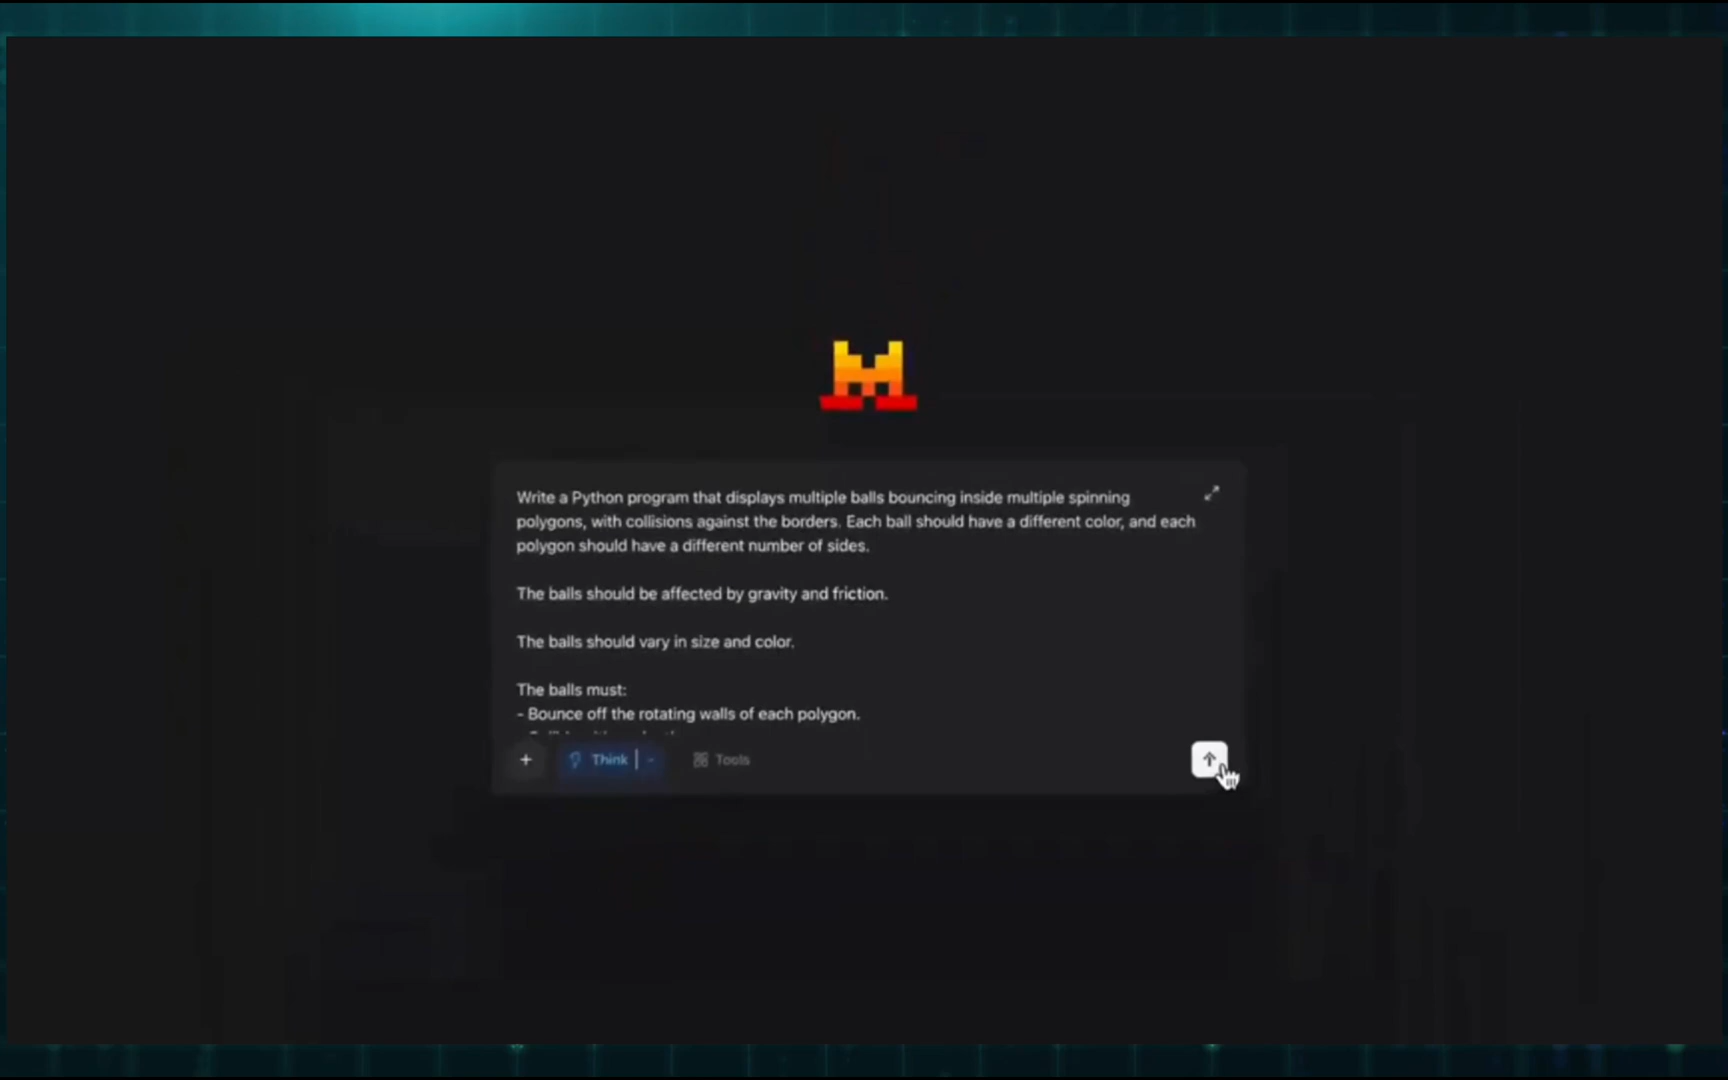 Write a Python program that displays multiple balls bouncing inside multiple spinning
polygons, with collisions against the borders. Each ball should have a different color, and each
polygon should have a different number of sides.
The balls should be affected by gravity and friction.
The balls should vary in size and color.
The balls must:
- Bounce off the rotating walls of each polygon.
Think
Tools